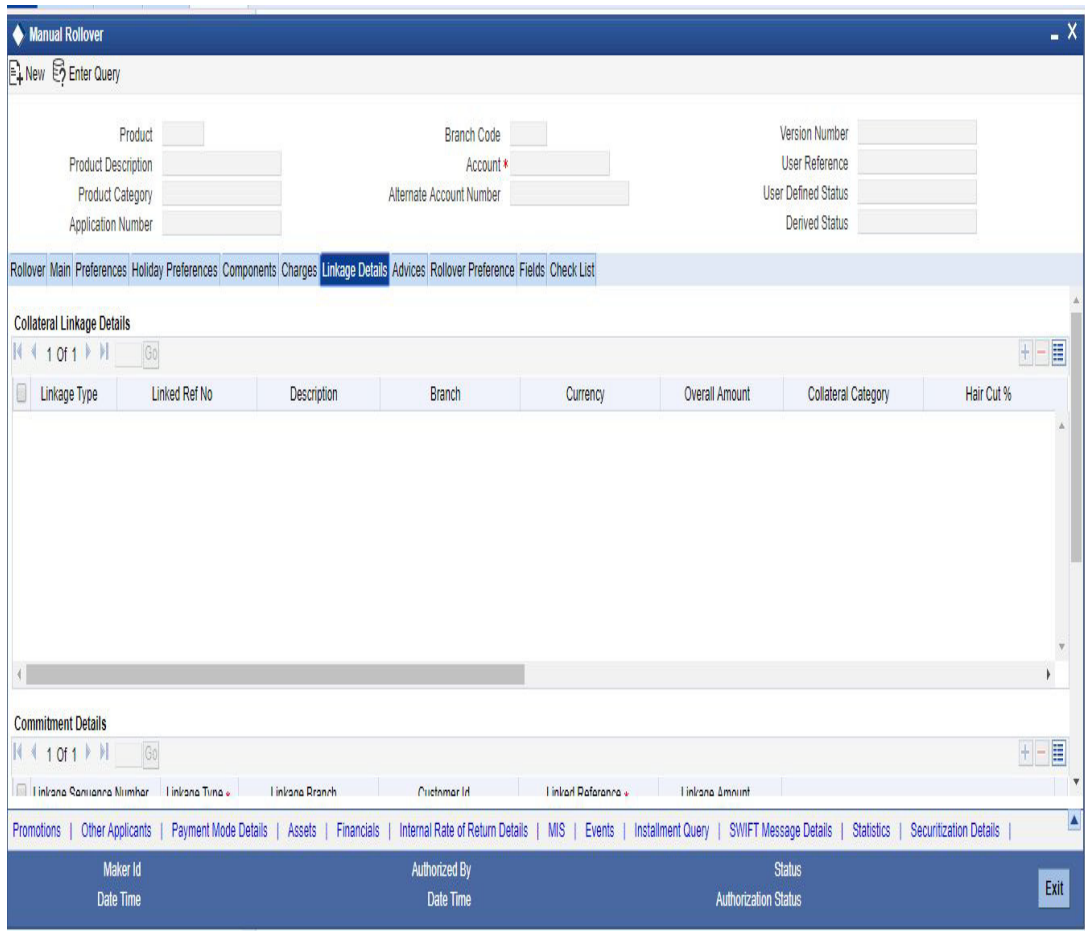 Manual Rollover
New Enter Query
Product Branch Code Version Number
Product Description Account * User Reference
Product Category Alternate Account Number User Defined Status
Application Number Derived Status
Rollover Main Preferences Holiday Preferences Components Charges Linkage Details Advices Rollover Preference Fields Check List
Collateral Linkage Details
1 Of 1 Go
Linkage Type Linked Ref No Description Branch Currency Overall Amount Collateral Category Hair Cut %
Commitment Details
1 Of 1 Go
Linkage Sequence Number Linkage Type * Linkage Branch Customer Id Linked Reference * Linkage Amount
Promotions | Other Applicants | Payment Mode Details | Assets | Financials | Internal Rate of Return Details | MIS | Events | Installment Query | SWIFT Message Details | Statistics | Securitization Details |
Maker Id Authorized By Status
Date Time Date Time Authorization Status
Exit